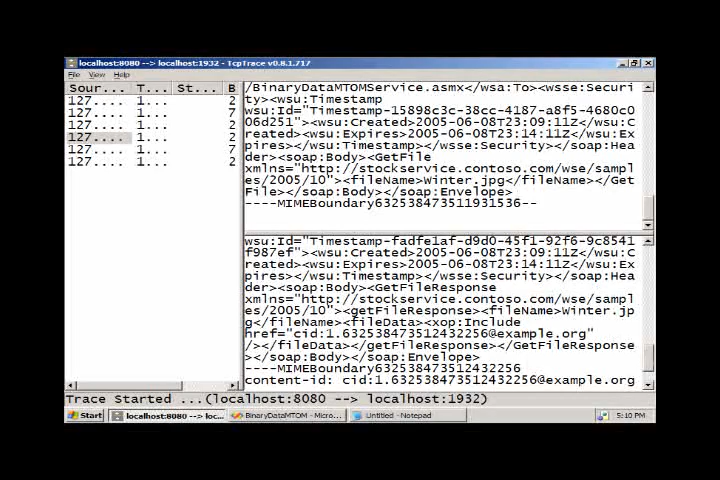 localhost:8080 --> localhost:1932 - TcpTrace v0.8.1.717
File View Help
Sour... T... St... B
127.... 1... 2
127.... 1... 7
127.... 1... 2
127.... 1... 2
127.... 1... 7
127.... 1... 2
/BinaryDataMTOMService.asmx</wsa:To><wsse:Securi
ty><wsu:Timestamp
wsu:Id="Timestamp-15898c3c-38cc-4187-a8f5-4680c0
06d251"><wsu:Created>2005-06-08T23:09:11Z</wsu:C
reated><wsu:Expires>2005-06-08T23:14:11Z</wsu:Ex
pires></wsu:Timestamp></wsse:Security></soap:Hea
der><soap:Body><GetFile
xmlns="http://stockservice.contoso.com/wse/sampl
es/2005/10"><fileName>Winter.jpg</fileName></Get
File></soap:Body></soap:Envelope>
----MIMEBoundary632538473511931536--
wsu:Id="Timestamp-fadfe1af-d9d0-45f1-92f6-9c8541
f987ef"><wsu:Created>2005-06-08T23:09:11Z</wsu:C
reated><wsu:Expires>2005-06-08T23:14:11Z</wsu:Ex
pires></wsu:Timestamp></wsse:Security></soap:Hea
der><soap:Body><GetFileResponse
xmlns="http://stockservice.contoso.com/wse/sampl
es/2005/10"><getFileResponse><fileName>Winter.jp
g</fileName><fileData><xop:Include
href="cid:1.632538473512432256@example.org"
/></fileData></getFileResponse></GetFileResponse
></soap:Body></soap:Envelope>
----MIMEBoundary632538473512432256
content-id: cid:1.632538473512432256@example.org
Trace Started ...(localhost:8080 --> localhost:1932)
Start localhost:8080 --> loc... BinaryDataMTOM - Micro... Untitled - Notepad 5:10 PM